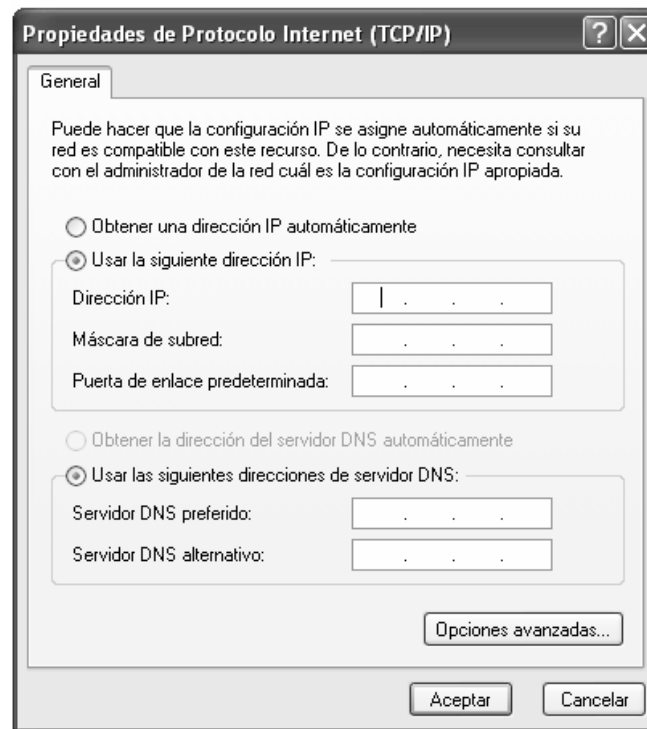 Propiedades de Protocolo Internet (TCP/IP)
General
Puede hacer que la configuración IP se asigne automáticamente si su
red es compatible con este recurso. De lo contrario, necesita consultar
con el administrador de la red cuál es la configuración IP apropiada.
Obtener una dirección IP automáticamente
Usar la siguiente dirección IP:
Dirección IP:
Máscara de subred:
Puerta de enlace predeterminada:
Obtener la dirección del servidor DNS automáticamente
Usar las siguientes direcciones de servidor DNS:
Servidor DNS preferido:
Servidor DNS alternativo:
Opciones avanzadas...
Aceptar Cancelar